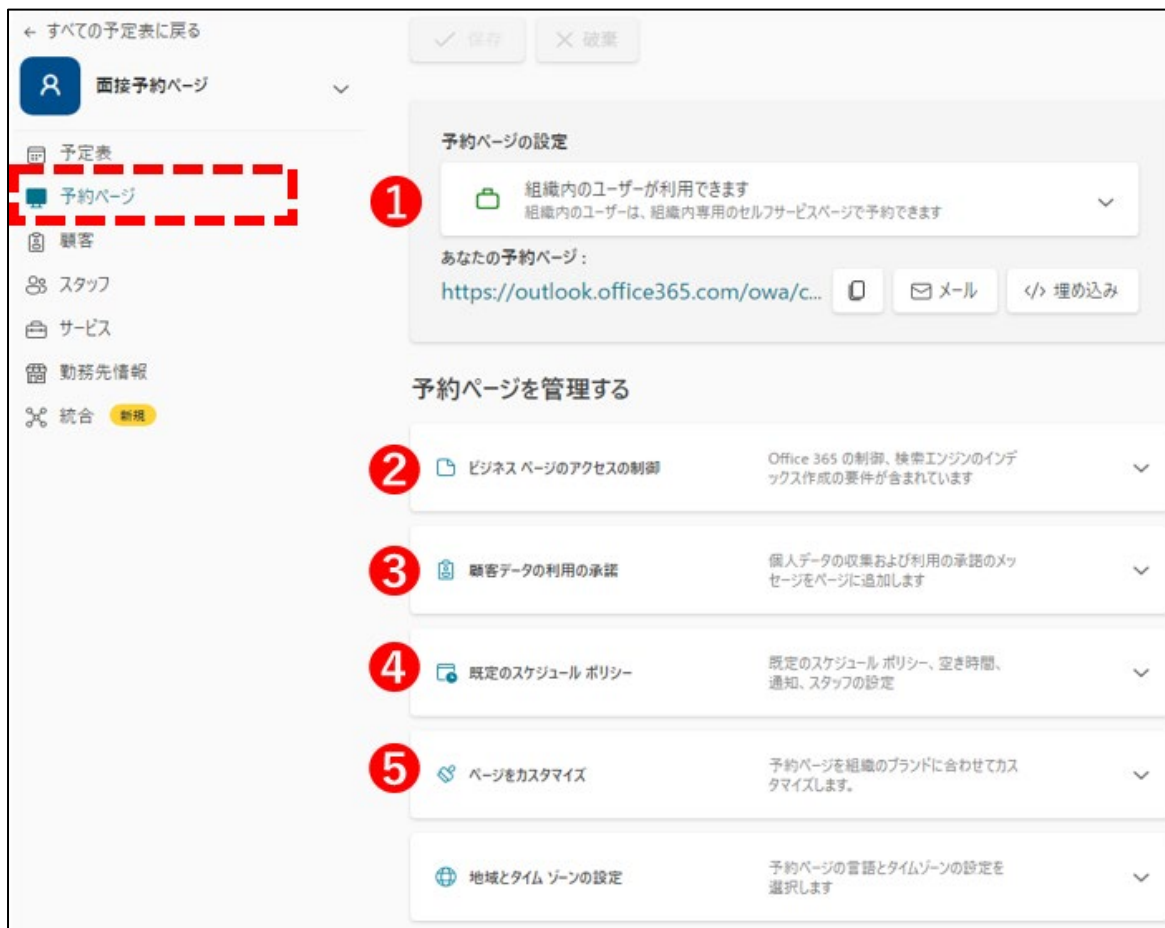 ← すべての予定表に戻る
面接予約ページ
予定表
予約ページ
顧客
スタッフ
サービス
勤務先情報
統合 新規
✓ 保存 × 破棄
予約ページの設定
1
組織内のユーザーが利用できます
組織内のユーザーは、組織内専用のセルフサービスページで予約できます
あなたの予約ページ :
https://outlook.office365.com/owa/c... メール </> 埋め込み
予約ページを管理する
2 ビジネス ページのアクセスの制御
Office 365 の制御、検索エンジンのインデ
ックス作成の要件が含まれています
3 顧客データの利用の承諾
個人データの収集および利用の承諾のメッ
セージをページに追加します
4 既定のスケジュール ポリシー
既定のスケジュール ポリシー、空き時間、
通知、スタッフの設定
5 ページをカスタマイズ
予約ページを組織のブランドに合わせてカス
タマイズします。
地域とタイム ゾーンの設定
予約ページの言語とタイムゾーンの設定を
選択します